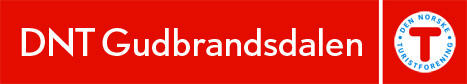 DNT Gudbrandsdalen
DEN NORSKE
T
TURISTFORENING